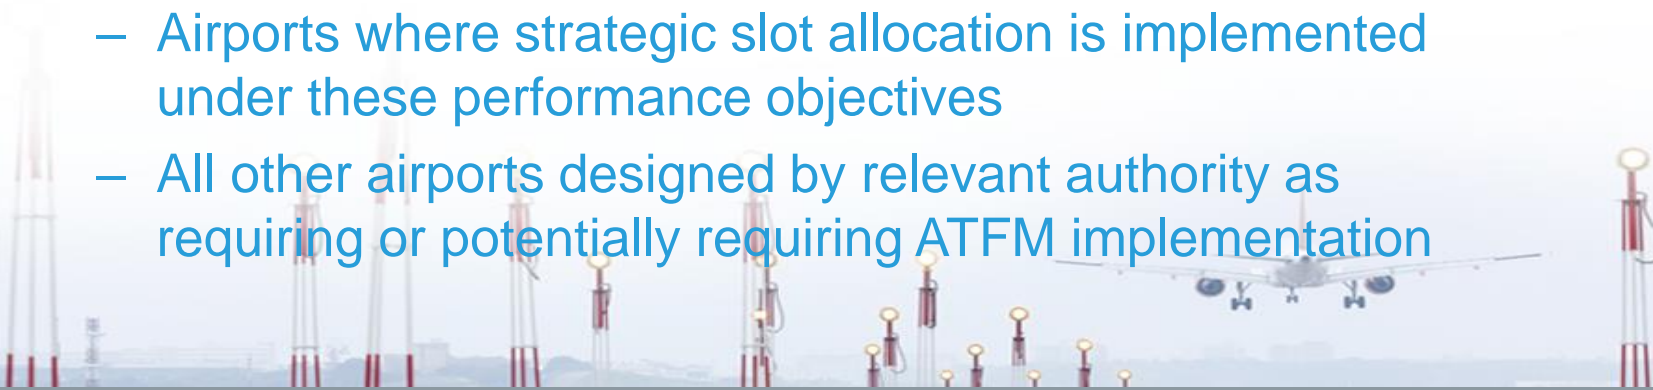 – Airports where strategic slot allocation is implemented
under these performance objectives
– All other airports designed by relevant authority as
requiring or potentially requiring ATFM implementation